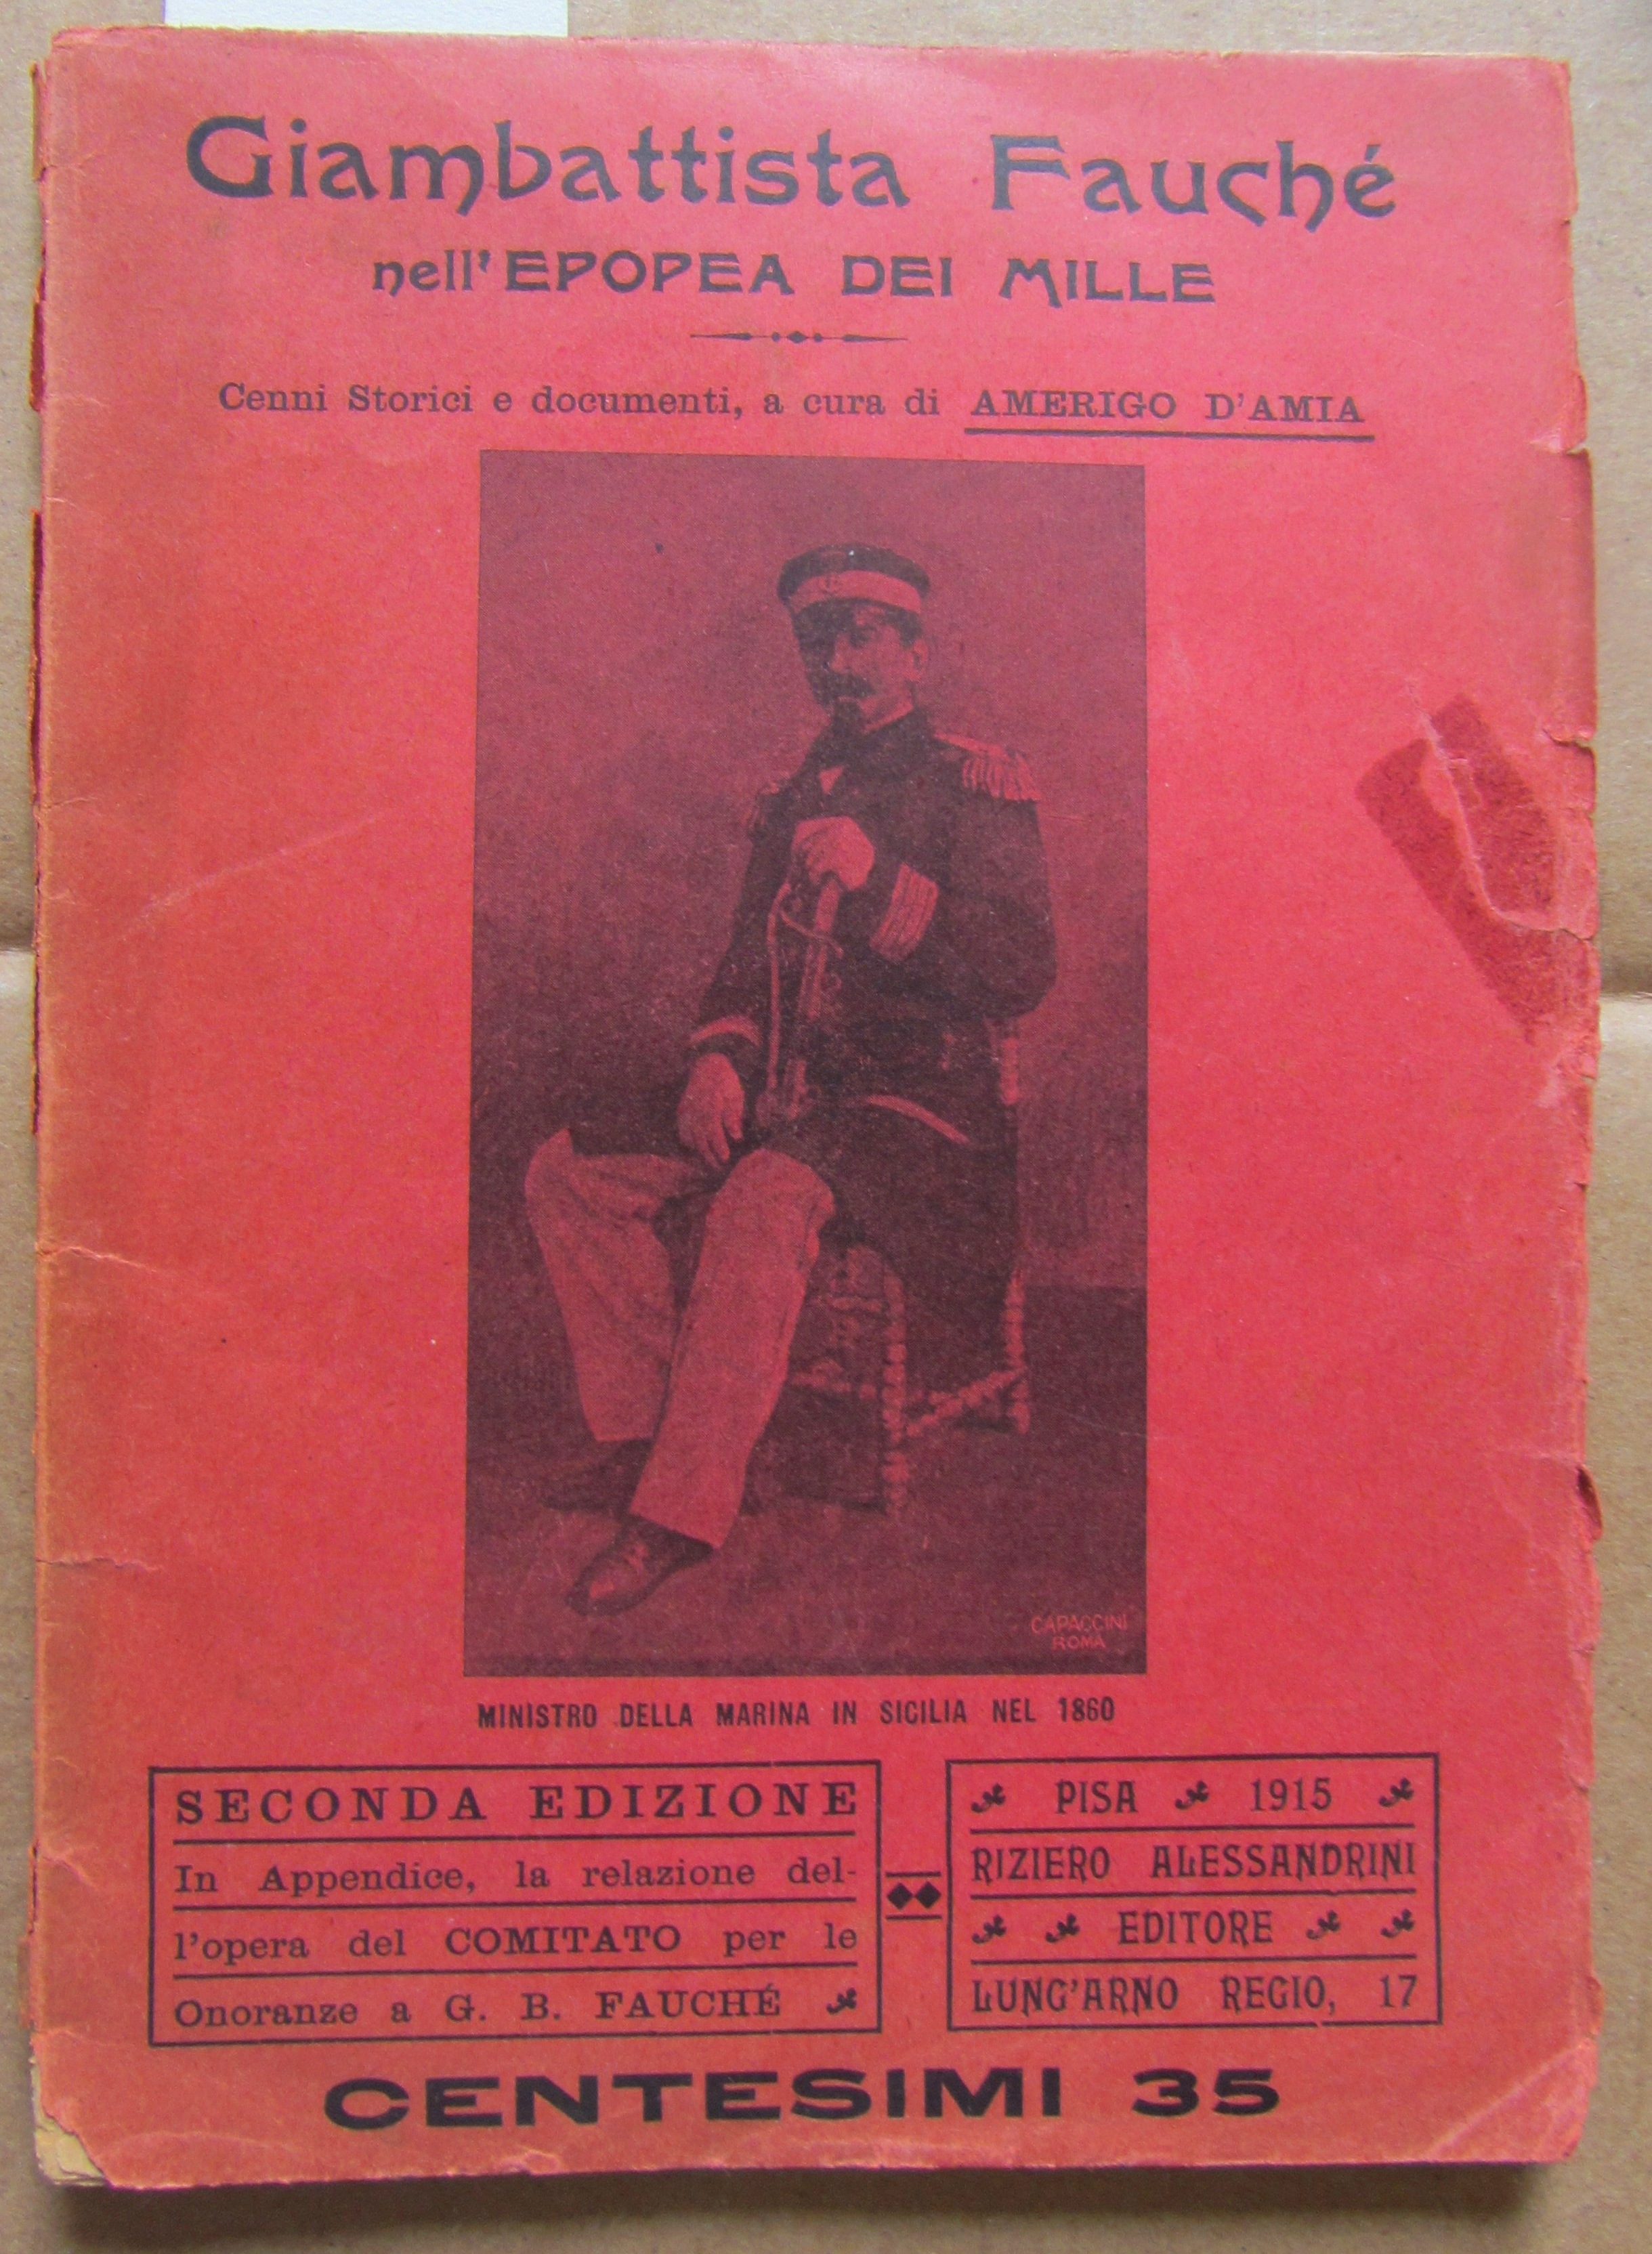 Giambattista Fauché
nell'EPOPEA DEI MILLE
Cenni Storici e documenti, a cura di AMERIGO D'AMIA
CAPACCINI
ROMA
MINISTRO DELLA MARINA IN SICILIA NEL 1860
SECONDA EDIZIONE
In Appendice, la relazione del-
l'opera del COMITATO per le
Onoranze a G. B. FAUCHÉ
PISA 1915
RIZIERO ALESSANDRINI
EDITORE
LUNG'ARNO REGIO, 17
CENTESIMI 35